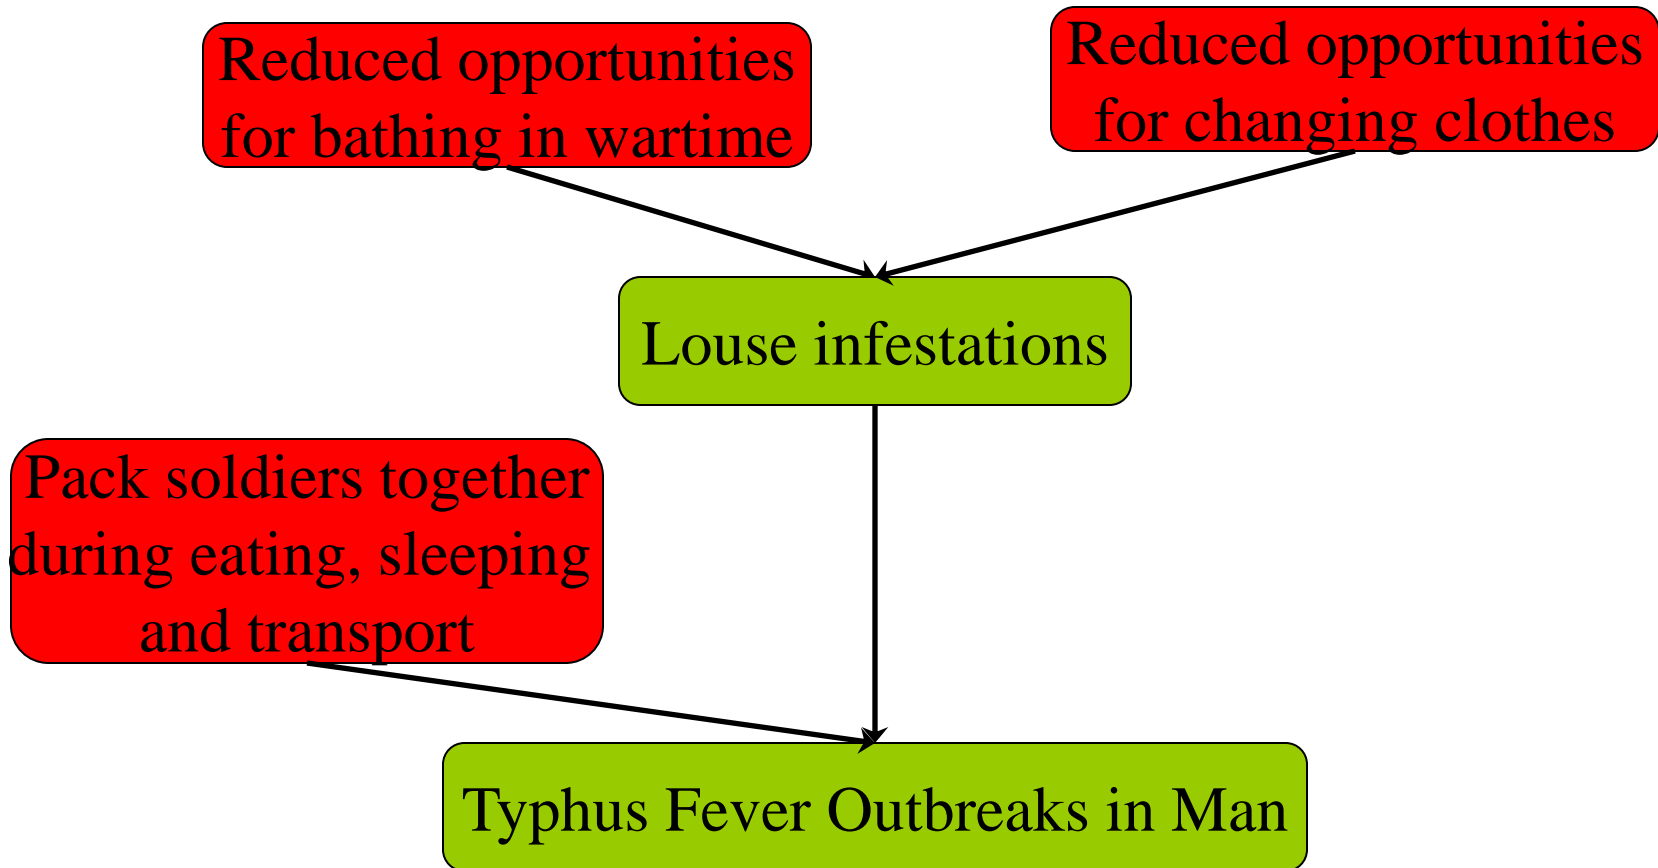 Reduced opportunities
for bathing in wartime
Reduced opportunities
for changing clothes
Louse infestations
Pack soldiers together
during eating, sleeping
and transport
Typhus Fever Outbreaks in Man